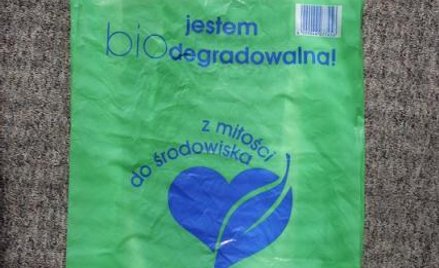 jestem
biodegradowalna!
z miłości
do środowiska